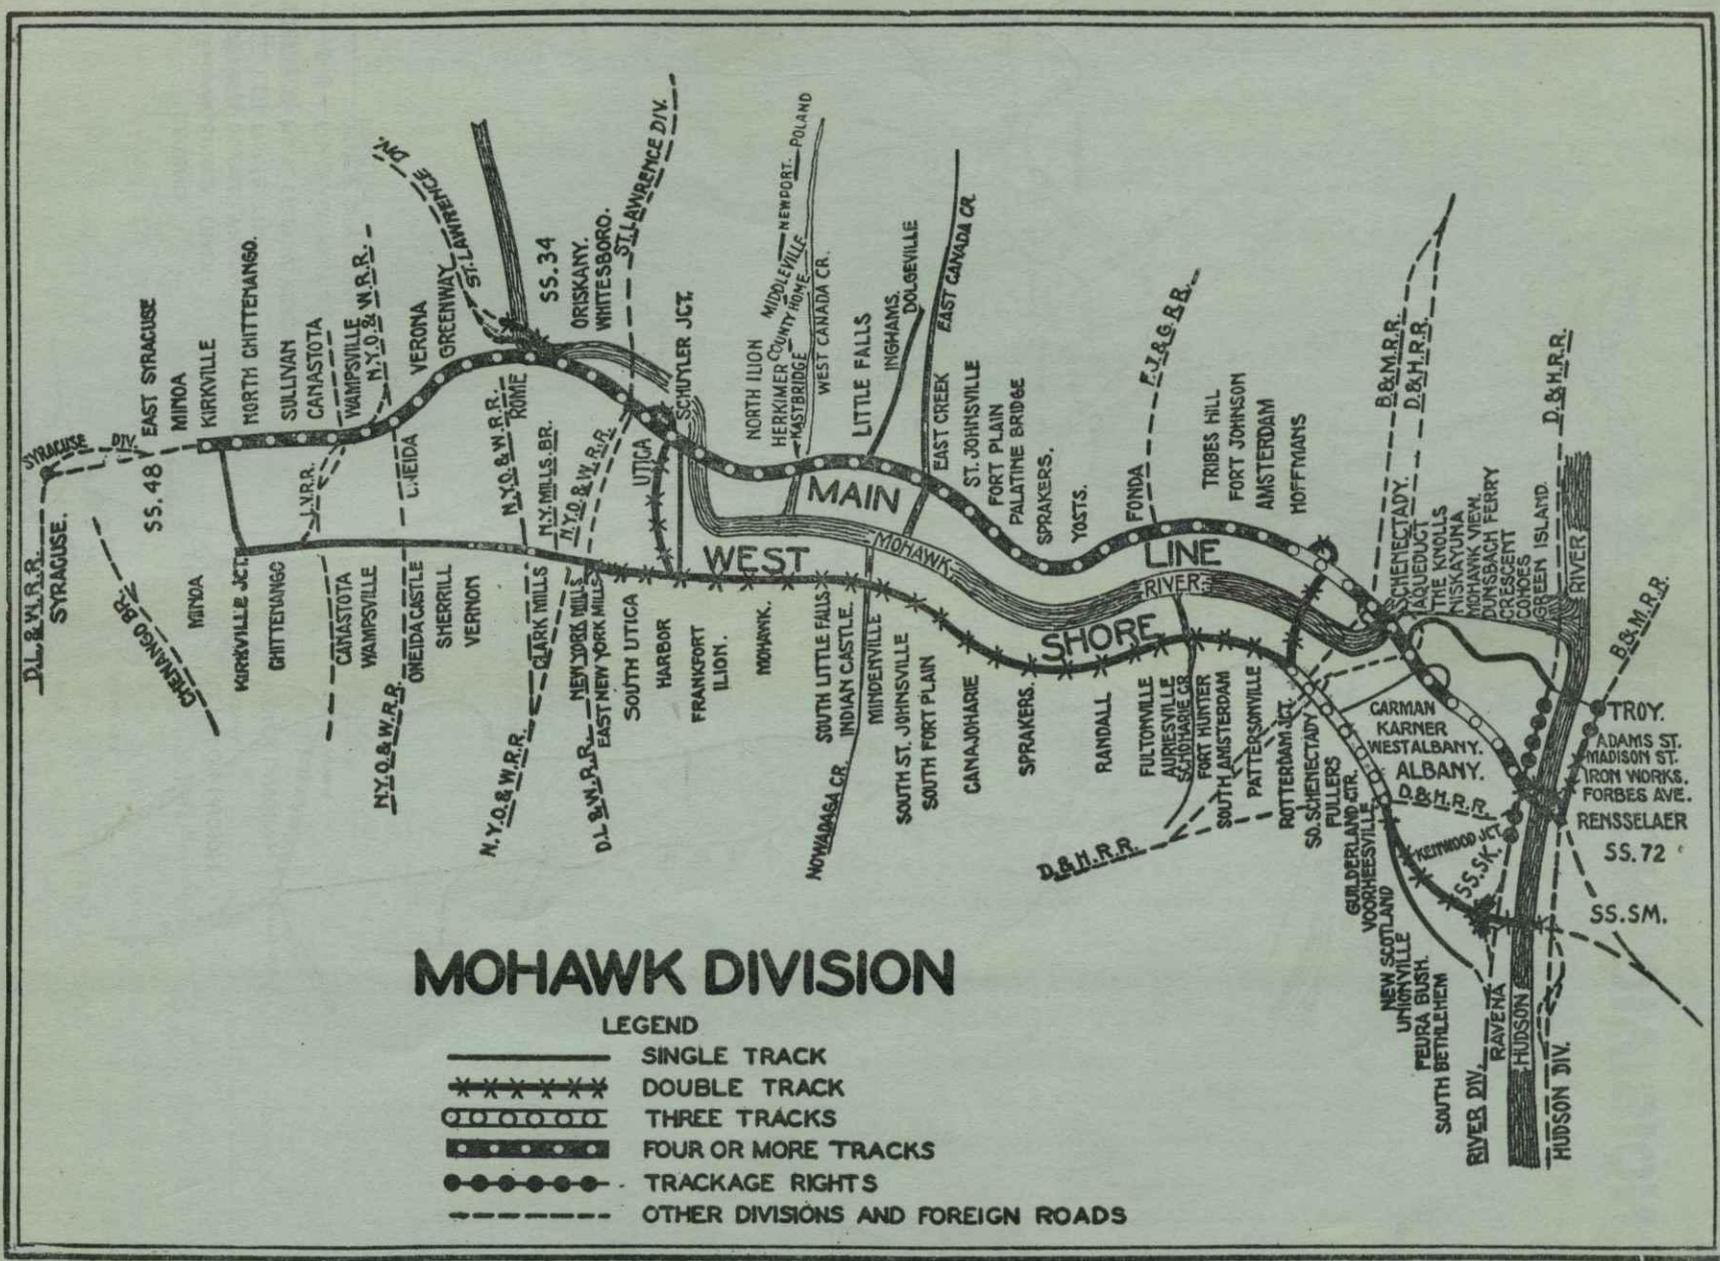 D.L.&W.R.R.
SYRACUSE.
SYRACUSE DIV.
CHENANGO BR.
SS. 48
EAST SYRACUSE
MINOA
KIRKVILLE
NORTH CHITTENANGO.
SULLIVAN
CANASTOTA
WAMPSVILLE
N.Y.O.&W.R.R.
VERONA
GREENWAY
ST. LAWRENCE DIV.
ROME
SS. 34
ORISKANY.
WHITESBORO.
ST. LAWRENCE DIV.
UTICA
SCHUYLER JCT.
NORTH ILION
HERKIMER
COUNTY HOME
KASTBRIDGE
MIDDLEVILLE
NEWPORT.
POLAND
WEST CANADA CR.
LITTLE FALLS
INGHAMS.
DOLGEVILLE
EAST CREEK
EAST CANADA CR.
ST. JOHNSVILLE
FORT PLAIN
PALATINE BRIDGE
SPRAKERS.
YOSTS.
FONDA
F.J.&G.R.R.
TRIBES HILL
FORT JOHNSON
AMSTERDAM
HOFFMANS
B.&M.R.R.
D.&H.R.R.
SCHENECTADY.
AQUEDUCT
THE KNOLLS
NISKAYUNA
MOHAWK VIEW.
DUNSBACH FERRY
CRESCENT
COHOES
GREEN ISLAND.
D.&H.R.R.
RIVER
B.&M.R.R.
MAIN
LINE
MOHAWK
RIVER
WEST
SHORE
L.V.R.R.
ONEIDA
N.Y.O.&W.R.R.
N.Y. MILLS BR.
N.Y.O.&W.R.R.
MINOA
KIRKVILLE JCT.
CHITTENANGO
CANASTOTA
WAMPSVILLE
N.Y.O.&W.R.R.
ONEIDA CASTLE
SHERRILL
VERNON
CLARK MILLS
N.Y.O.&W.R.R.
NEW YORK MILLS
EAST NEW YORK MILLS
D.L.&W.R.R.
SOUTH UTICA
HARBOR
FRANKFORT
ILION.
MOHAWK.
SOUTH LITTLE FALLS
INDIAN CASTLE.
MINDENVILLE
NOWADAGA CR.
SOUTH ST. JOHNSVILLE
SOUTH FORT PLAIN
CANAJOHARIE
SPRAKERS.
RANDALL
FULTONVILLE
AURIESVILLE
SCHOHARIE CR.
FORT HUNTER
SOUTH AMSTERDAM
PATTERSONVILLE
ROTTERDAM JCT.
SO. SCHENECTADY
FULLERS
GUILDERLAND CTR.
VOORHEESVILLE
NEW SCOTLAND
UNIONVILLE
FEURA BUSH.
SOUTH BETHLEHEM
D.&H.R.R.
CARMAN
KARNER
WEST ALBANY.
ALBANY.
D.&H.R.R.
KENWOOD JCT.
SS. SK.
TROY.
ADAMS ST.
MADISON ST.
IRON WORKS.
FORBES AVE.
RENSSELAER
SS. 72
SS. SM.
RIVER DIV.
RAVENA
HUDSON
HUDSON DIV.
MOHAWK DIVISION
LEGEND
SINGLE TRACK
DOUBLE TRACK
THREE TRACKS
FOUR OR MORE TRACKS
TRACKAGE RIGHTS
OTHER DIVISIONS AND FOREIGN ROADS